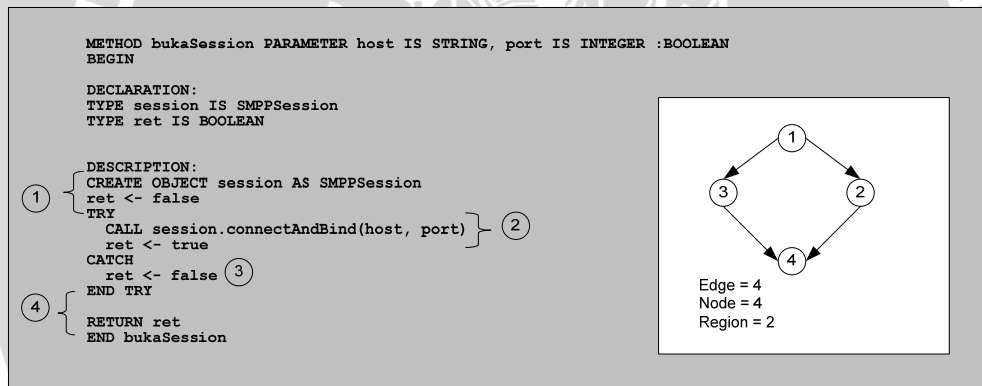 METHOD bukaSession PARAMETER host IS STRING, port IS INTEGER :BOOLEAN
BEGIN
DECLARATION:
TYPE session IS SMPPSession
TYPE ret IS BOOLEAN
DESCRIPTION:
CREATE OBJECT session AS SMPPSession
1
ret <- false
TRY
CALL session.connectAndBind(host, port)
2
ret <- true
CATCH
ret <- false
3
END TRY
4
RETURN ret
END bukaSession
1
3
2
4
Edge = 4
Node = 4
Region = 2